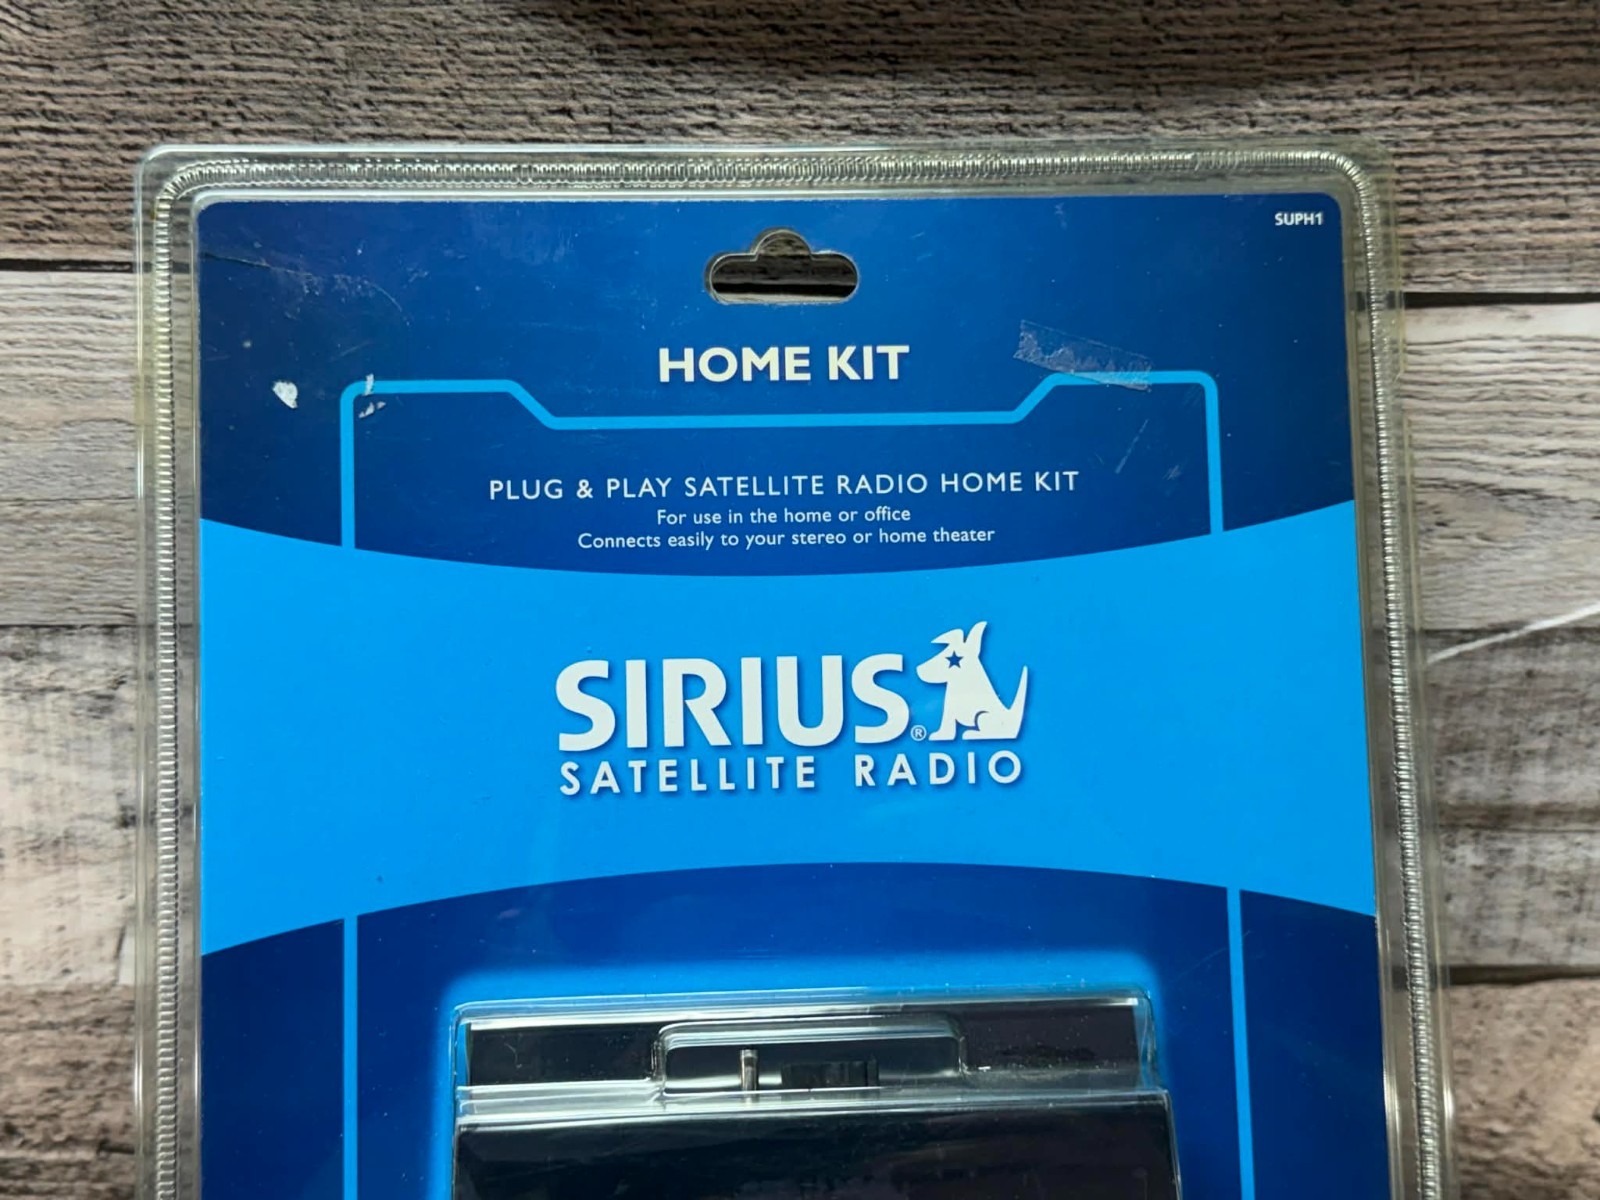 SUPH1
HOME KIT
PLUG & PLAY SATELLITE RADIO HOME KIT
For use in the home or office
Connects easily to your stereo or home theater
SIRIUS®
SATELLITE RADIO